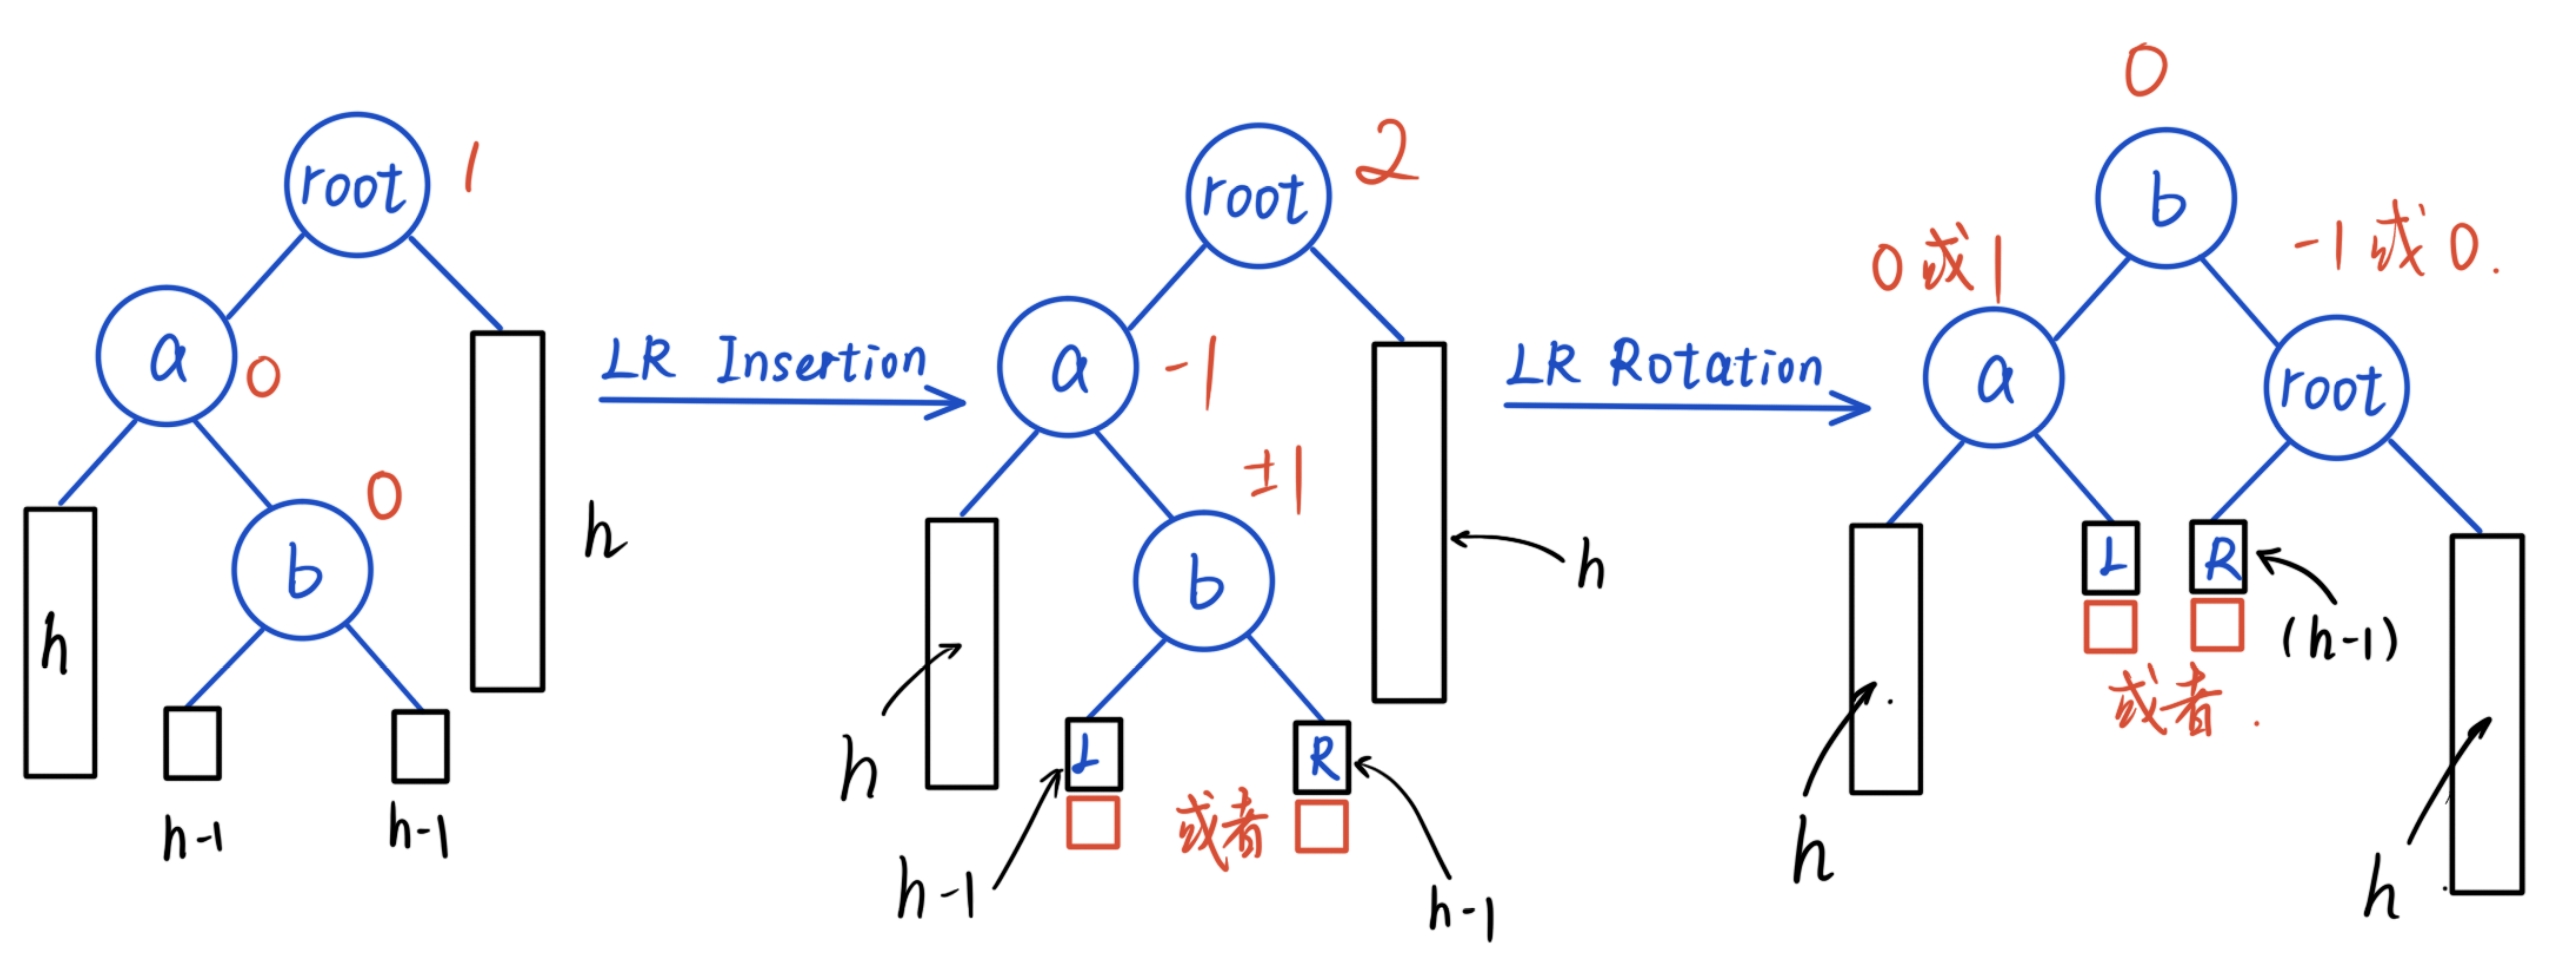 root
1
a
0
b
0
h
h
h-1
h-1
LR Insertion
root
2
a
-1
b
±1
h
h
L
R
或者
h-1
h-1
LR Rotation
0
b
0或1
-1或0.
a
root
L
R
(h-1)
或者.
h
h